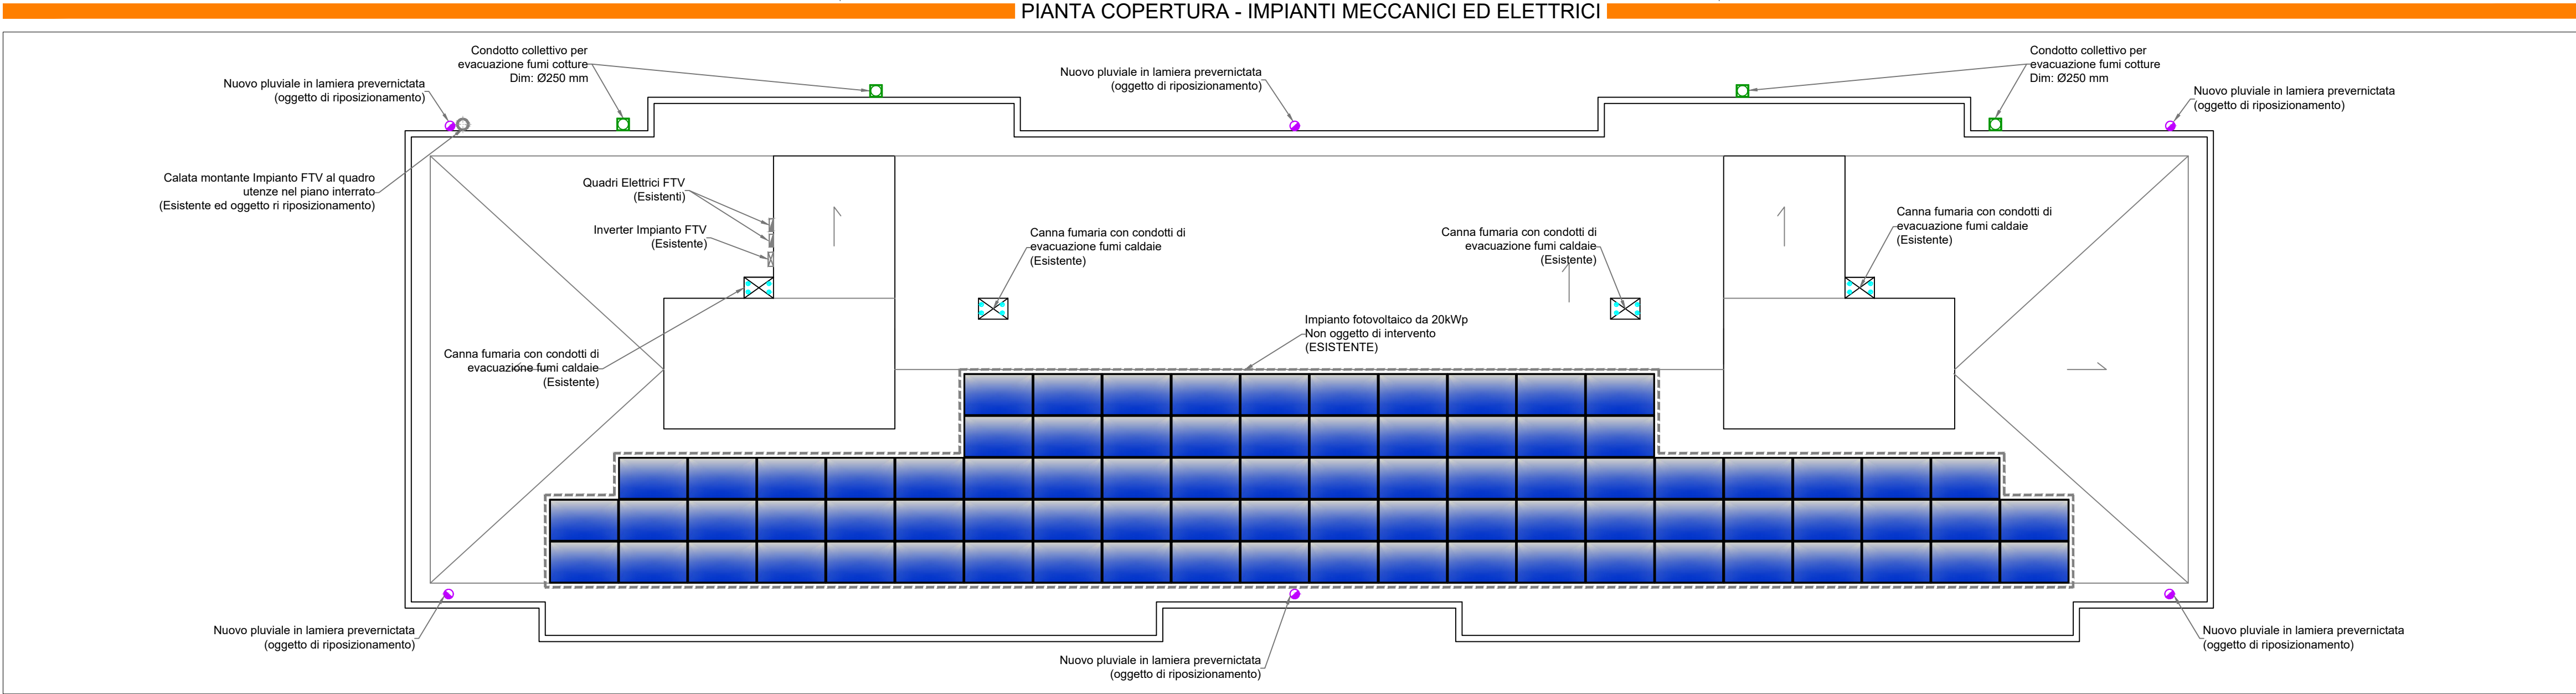 PIANTA COPERTURA - IMPIANTI MECCANICI ED ELETTRICI
Condotto collettivo per
evacuazione fumi cotture
Dim: Ø250 mm
Nuovo pluviale in lamiera prevernictata
(oggetto di riposizionamento)
Nuovo pluviale in lamiera prevernictata
(oggetto di riposizionamento)
Condotto collettivo per
evacuazione fumi cotture
Dim: Ø250 mm
Nuovo pluviale in lamiera prevernictata
(oggetto di riposizionamento)
Calata montante Impianto FTV al quadro
utenze nel piano interrato
(Esistente ed oggetto ri riposizionamento)
Quadri Elettrici FTV
(Esistenti)
Inverter Impianto FTV
(Esistente)
Canna fumaria con condotti di
evacuazione fumi caldaie
(Esistente)
Canna fumaria con condotti di
evacuazione fumi caldaie
(Esistente)
Canna fumaria con condotti di
evacuazione fumi caldaie
(Esistente)
Impianto fotovoltaico da 20kWp
Non oggetto di intervento
(ESISTENTE)
Canna fumaria con condotti di
evacuazione fumi caldaie
(Esistente)
Nuovo pluviale in lamiera prevernictata
(oggetto di riposizionamento)
Nuovo pluviale in lamiera prevernictata
(oggetto di riposizionamento)
Nuovo pluviale in lamiera prevernictata
(oggetto di riposizionamento)